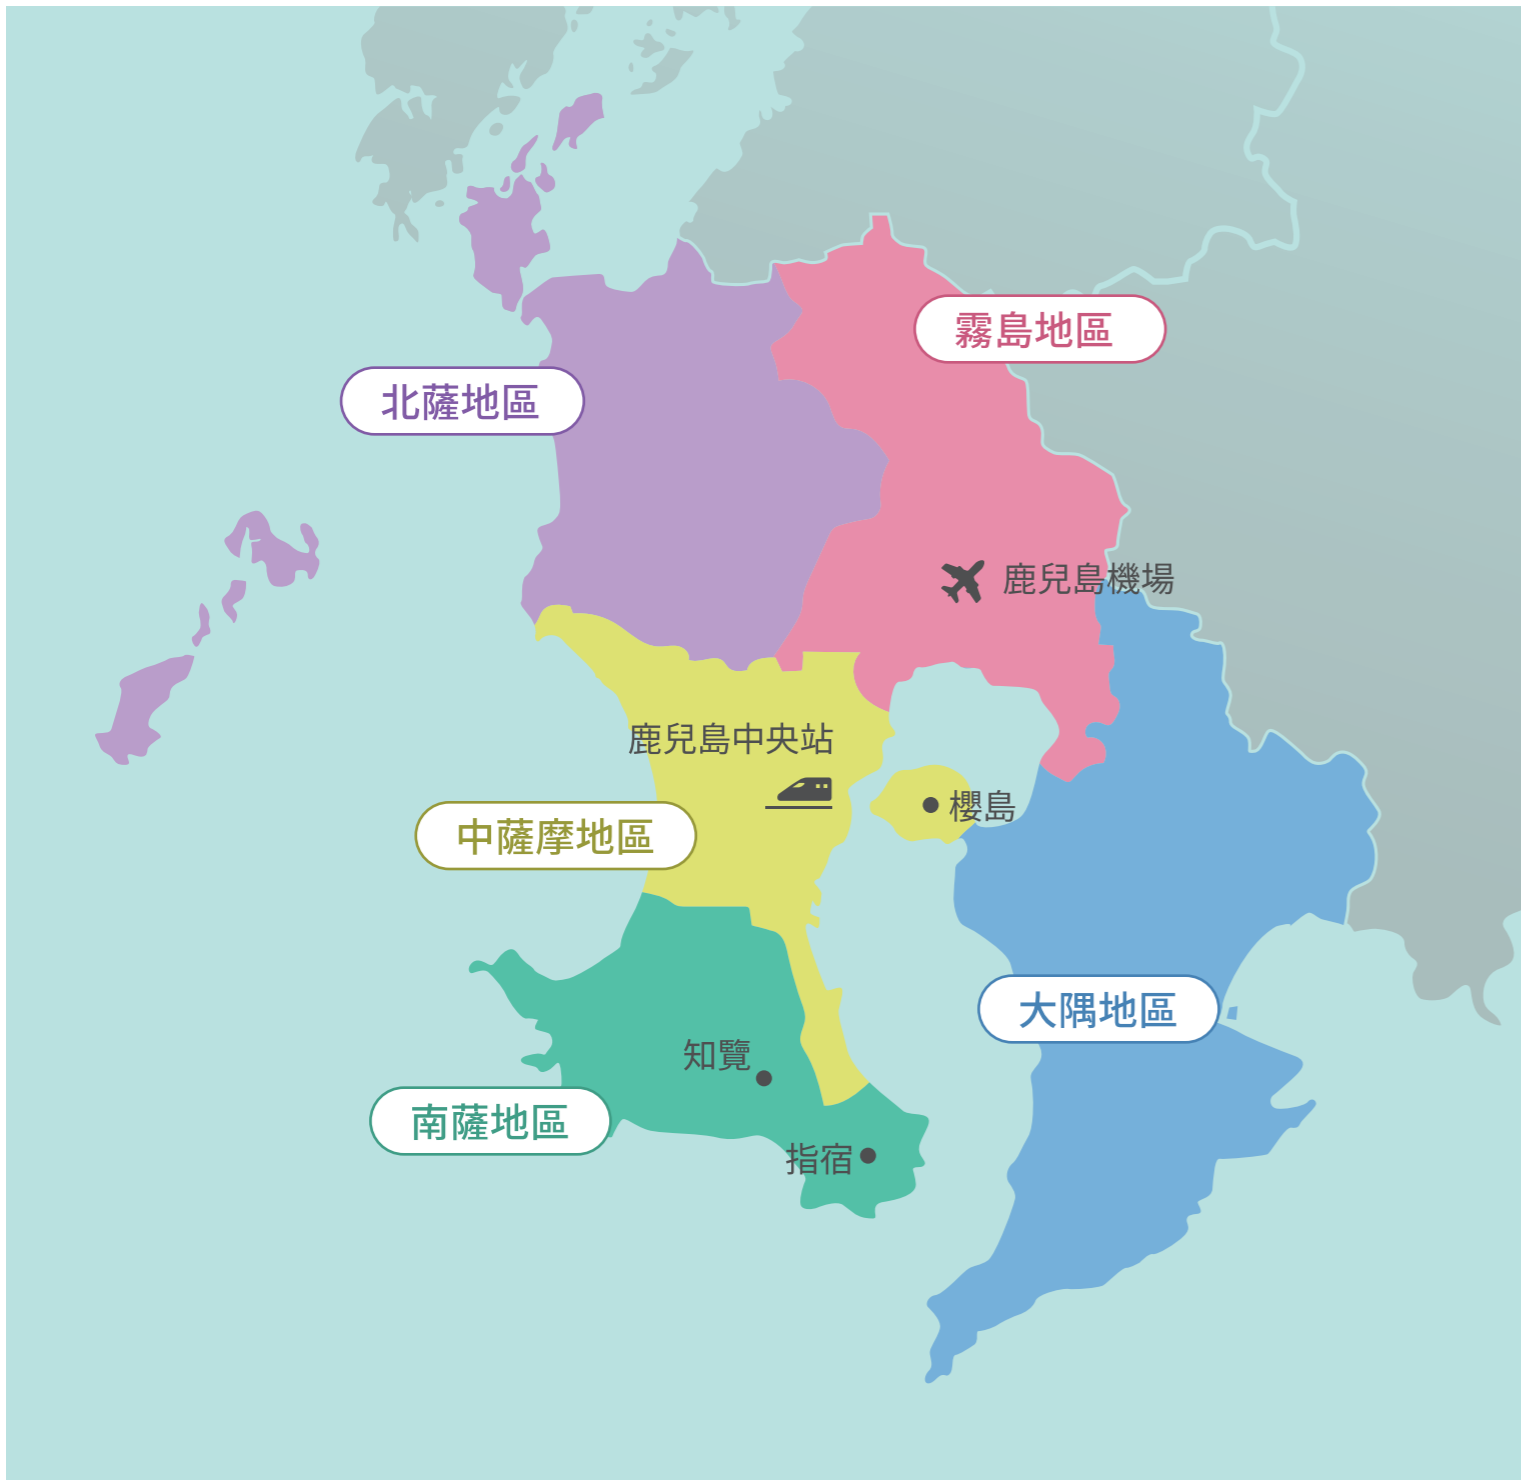 霧島地區
北薩地區
鹿兒島機場
鹿兒島中央站
櫻島
中薩摩地區
大隅地區
知覽
南薩地區
指宿